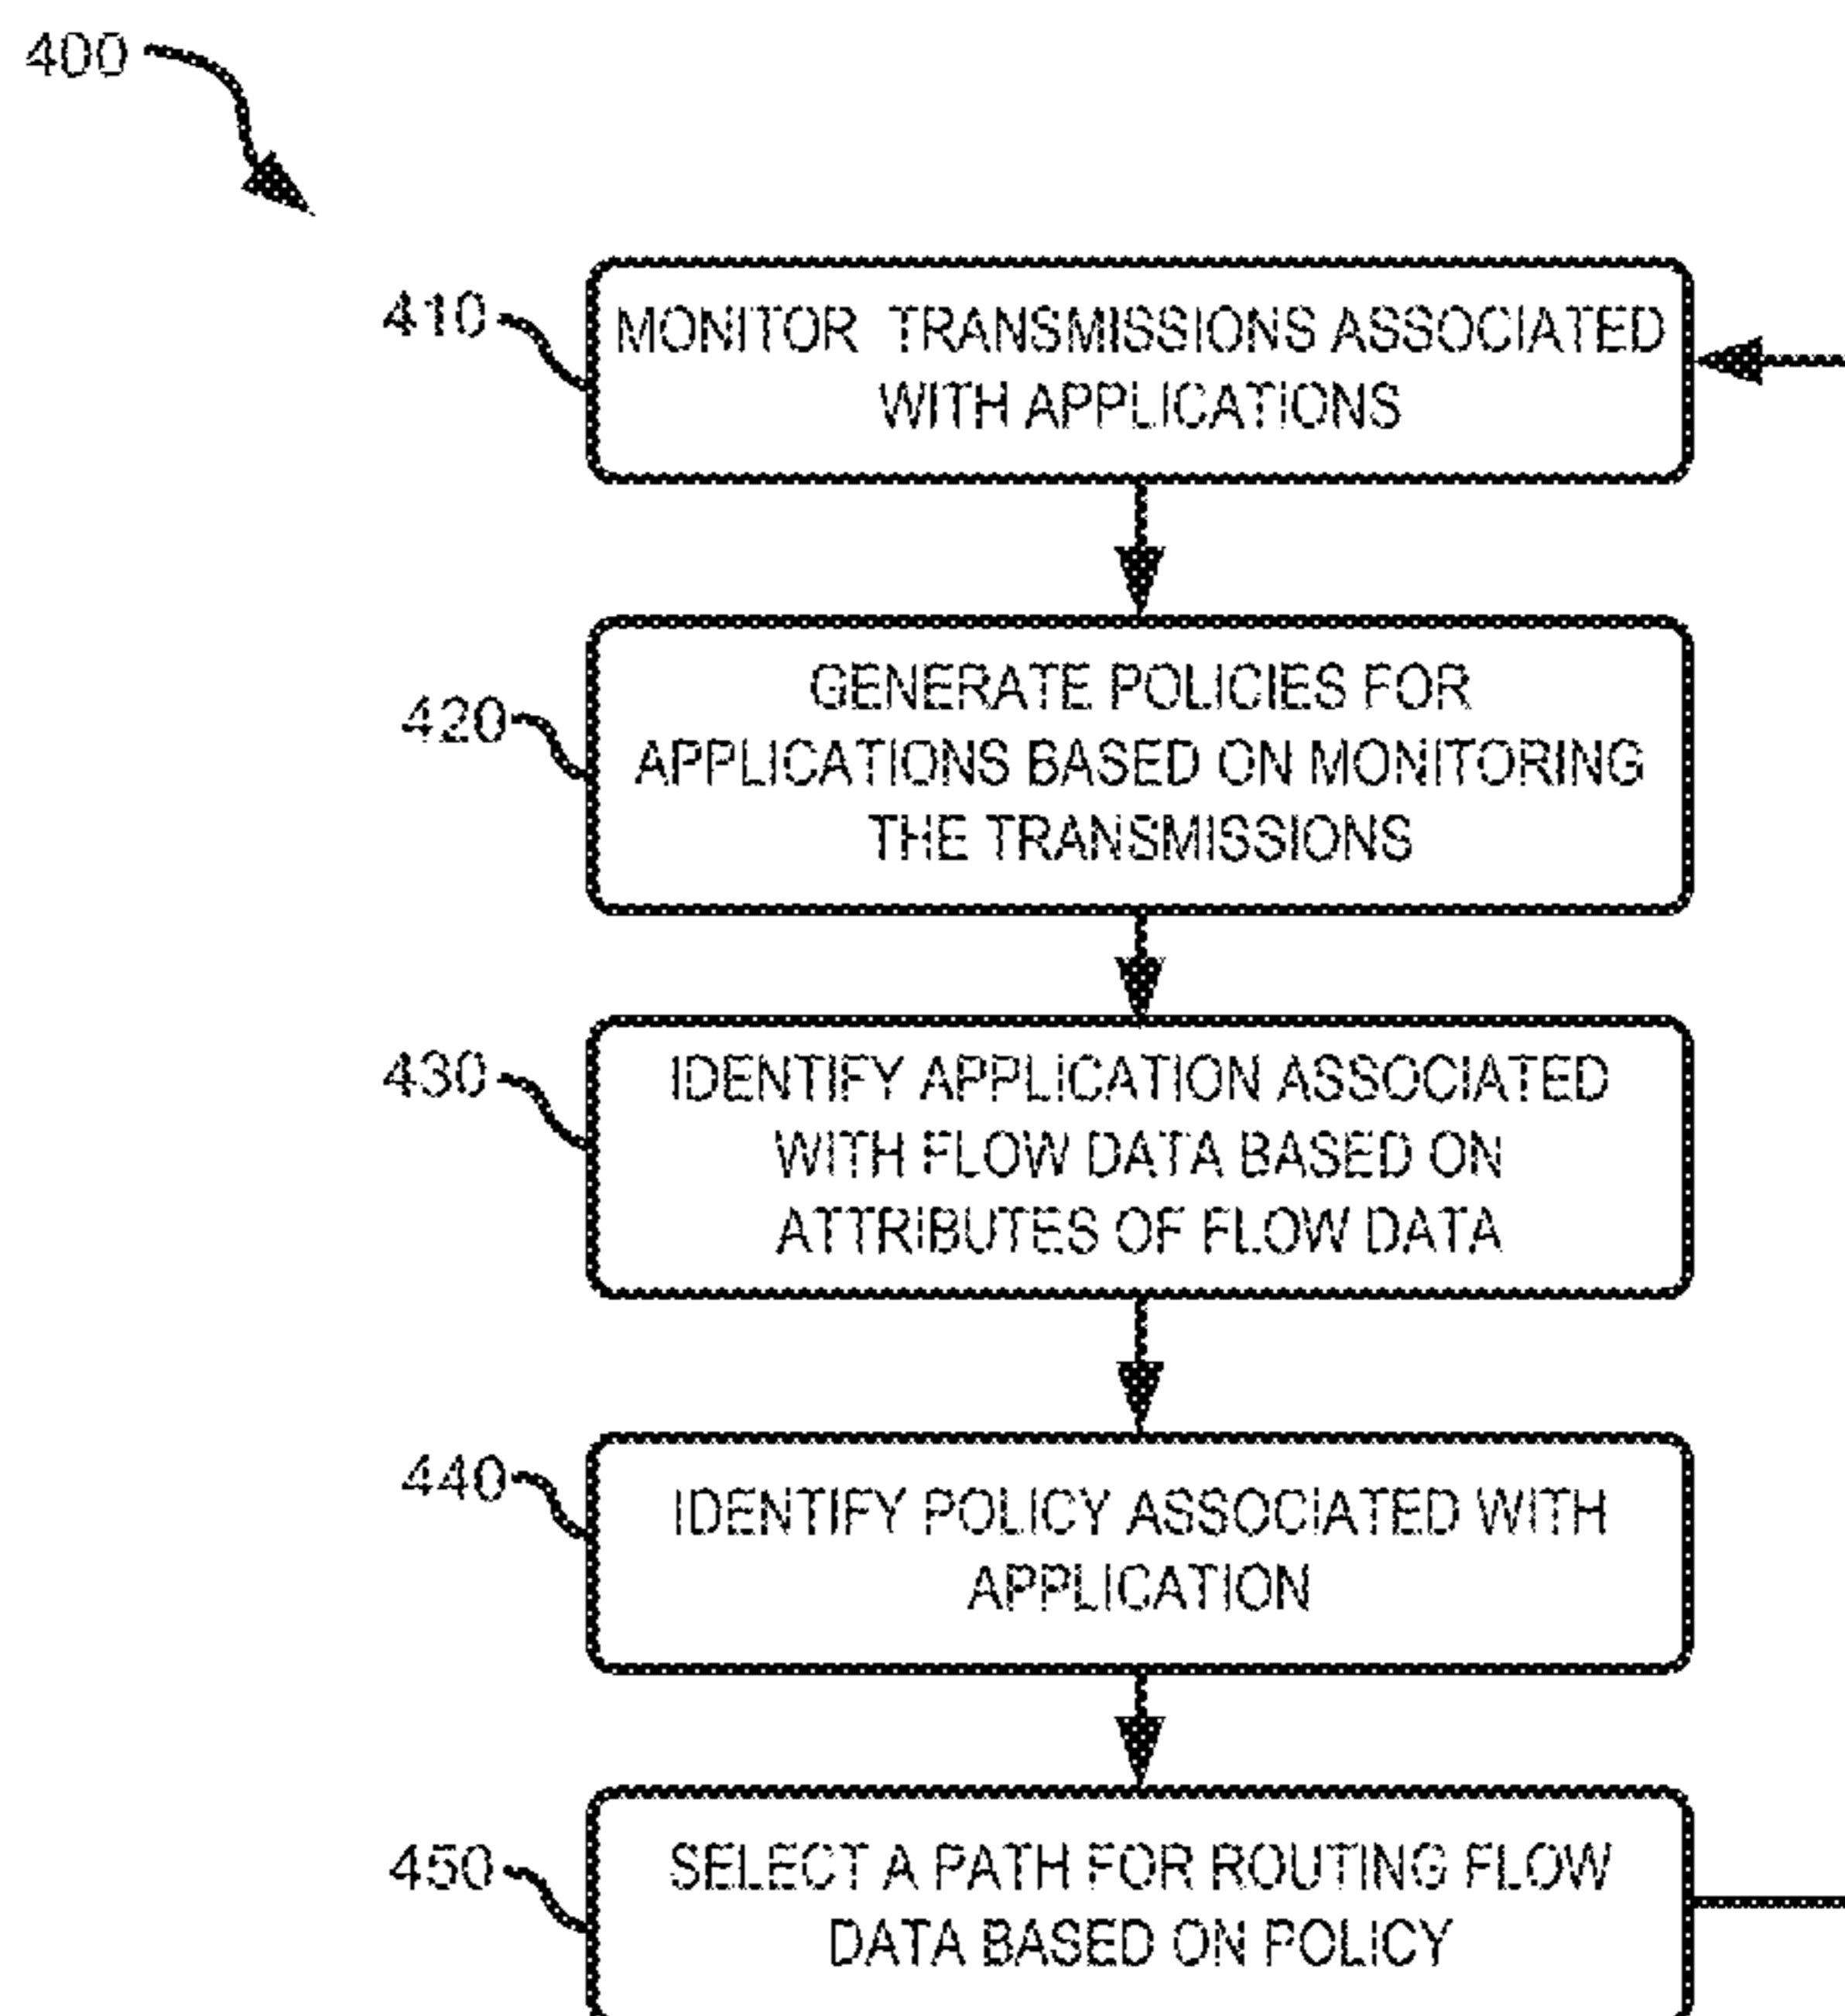 400
410
MONITOR TRANSMISSIONS ASSOCIATED
WITH APPLICATIONS
420
GENERATE POLICIES FOR
APPLICATIONS BASED ON MONITORING
THE TRANSMISSIONS
430
IDENTIFY APPLICATION ASSOCIATED
WITH FLOW DATA BASED ON
ATTRIBUTES OF FLOW DATA
440
IDENTIFY POLICY ASSOCIATED WITH
APPLICATION
450
SELECT A PATH FOR ROUTING FLOW
DATA BASED ON POLICY